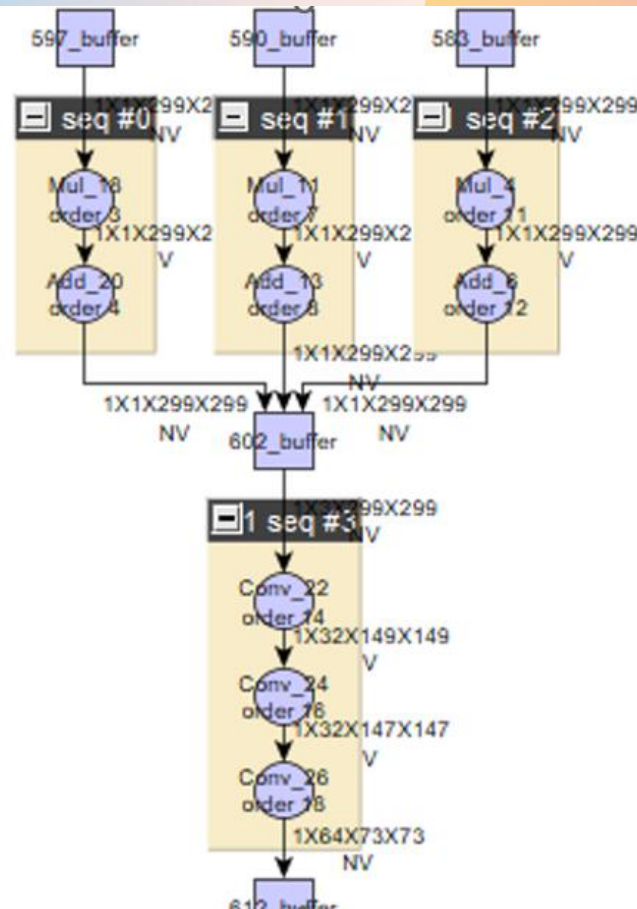 597_buffer 590_buffer 583_buffer
1X1X299X2 1X1X299X2 1X1X299X299
seq #0 seq #1 seq #2
NV NV NV
Mul_18 Mul_11 Mul_4
order 3 order 7 order 11
1X1X299X2 1X1X299X2 1X1X299X299
V V V
Add_20 Add_13 Add_6
order 4 order 8 order 12
1X1X299X299
NV
1X1X299X299 1X1X299X299
NV NV
602_buffer
1X3X299X299
1 seq #3
NV
Conv_22
order 14
1X32X149X149
V
Conv_24
order 16
1X32X147X147
V
Conv_26
order 18
1X64X73X73
NV